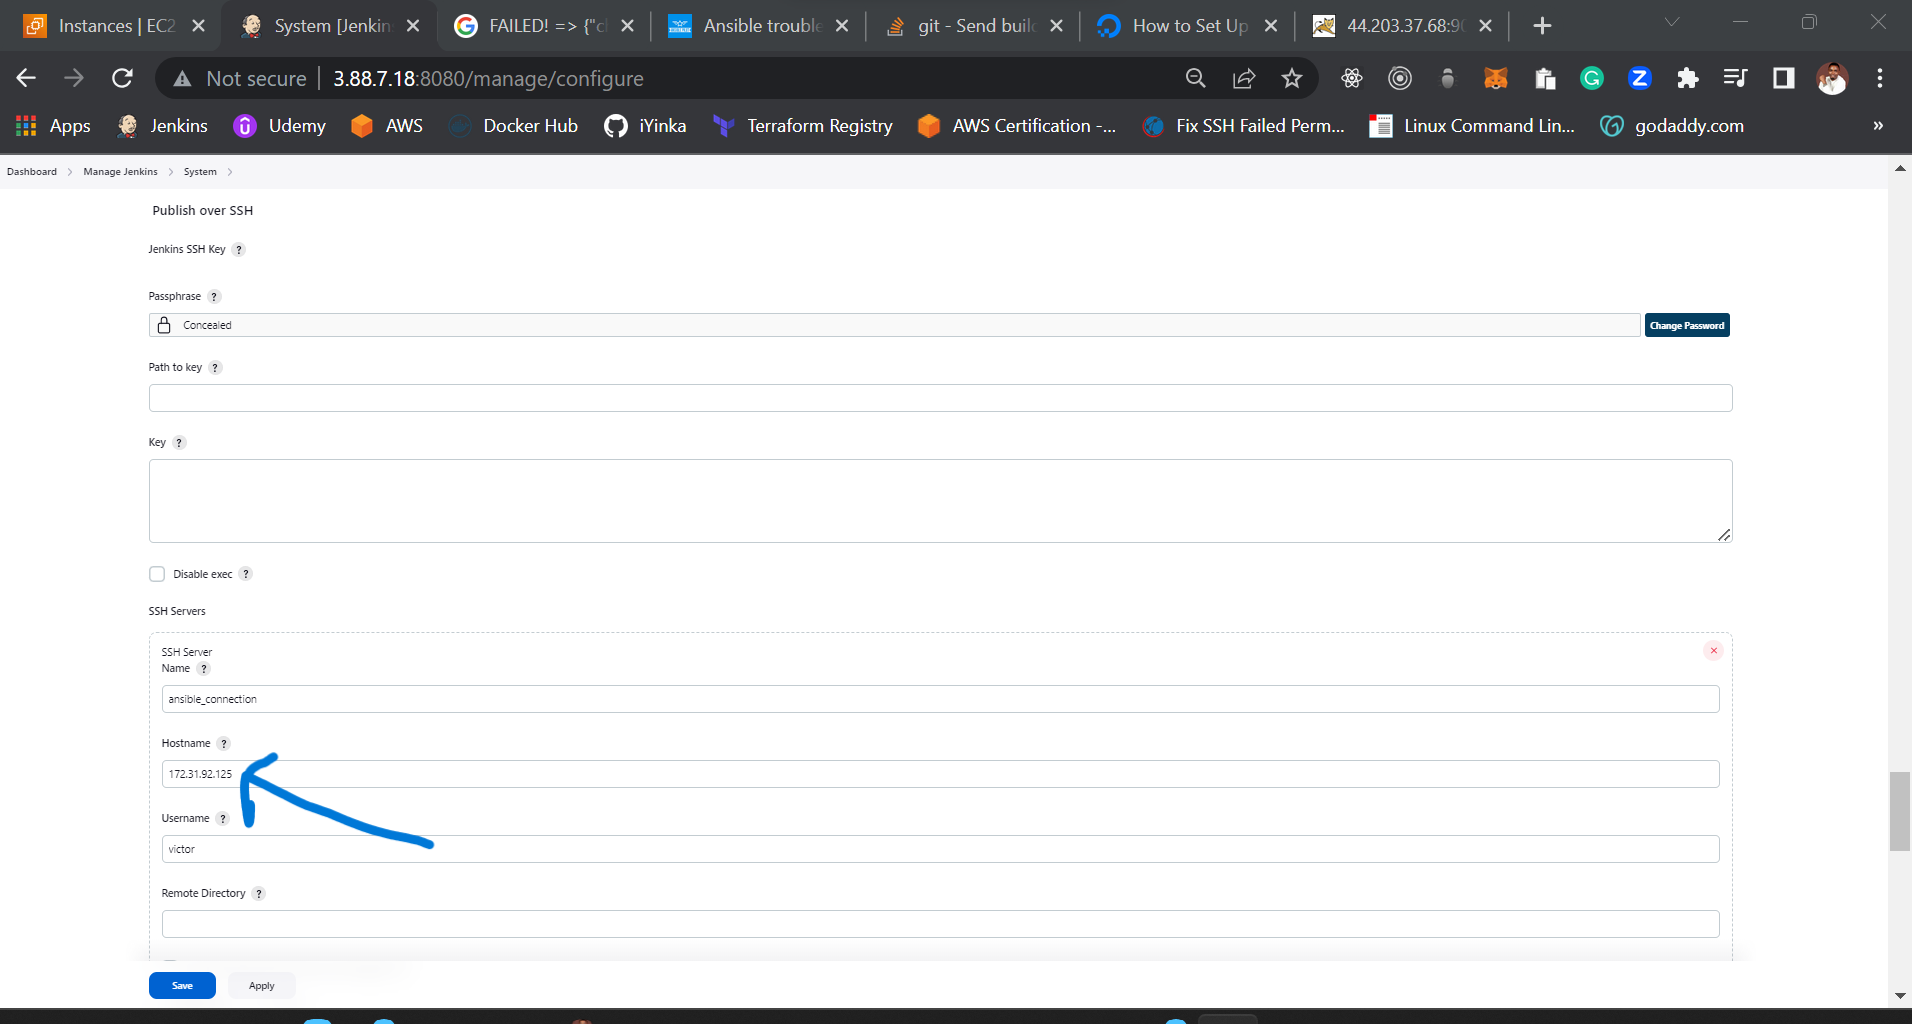 Instances | EC2
System [Jenkins
FAILED! => {"ch
Ansible trouble
git - Send build
How to Set Up
44.203.37.68:90
Not secure
3.88.7.18:8080/manage/configure
Apps
Jenkins
Udemy
AWS
Docker Hub
iYinka
Terraform Registry
AWS Certification -...
Fix SSH Failed Perm...
Linux Command Lin...
godaddy.com
»
Dashboard > Manage Jenkins > System >
Publish over SSH
Jenkins SSH Key ?
Passphrase ?
Concealed
Change Password
Path to key ?
Key ?
Disable exec ?
SSH Servers
SSH Server
Name ?
ansible_connection
Hostname ?
172.31.92.125
Username ?
victor
Remote Directory ?
Save
Apply